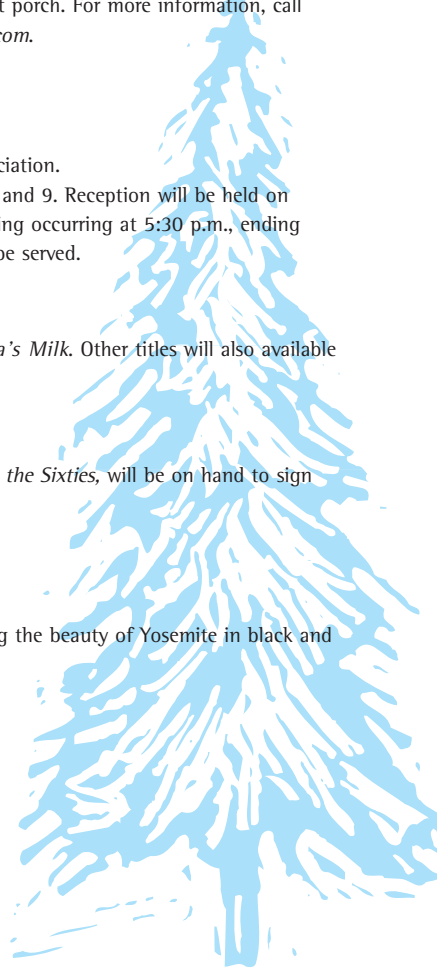 t porch. For more information, call
com.
ciation.
and 9. Reception will be held on
ing occurring at 5:30 p.m., ending
be served.
a's Milk. Other titles will also available
the Sixties, will be on hand to sign
g the beauty of Yosemite in black and